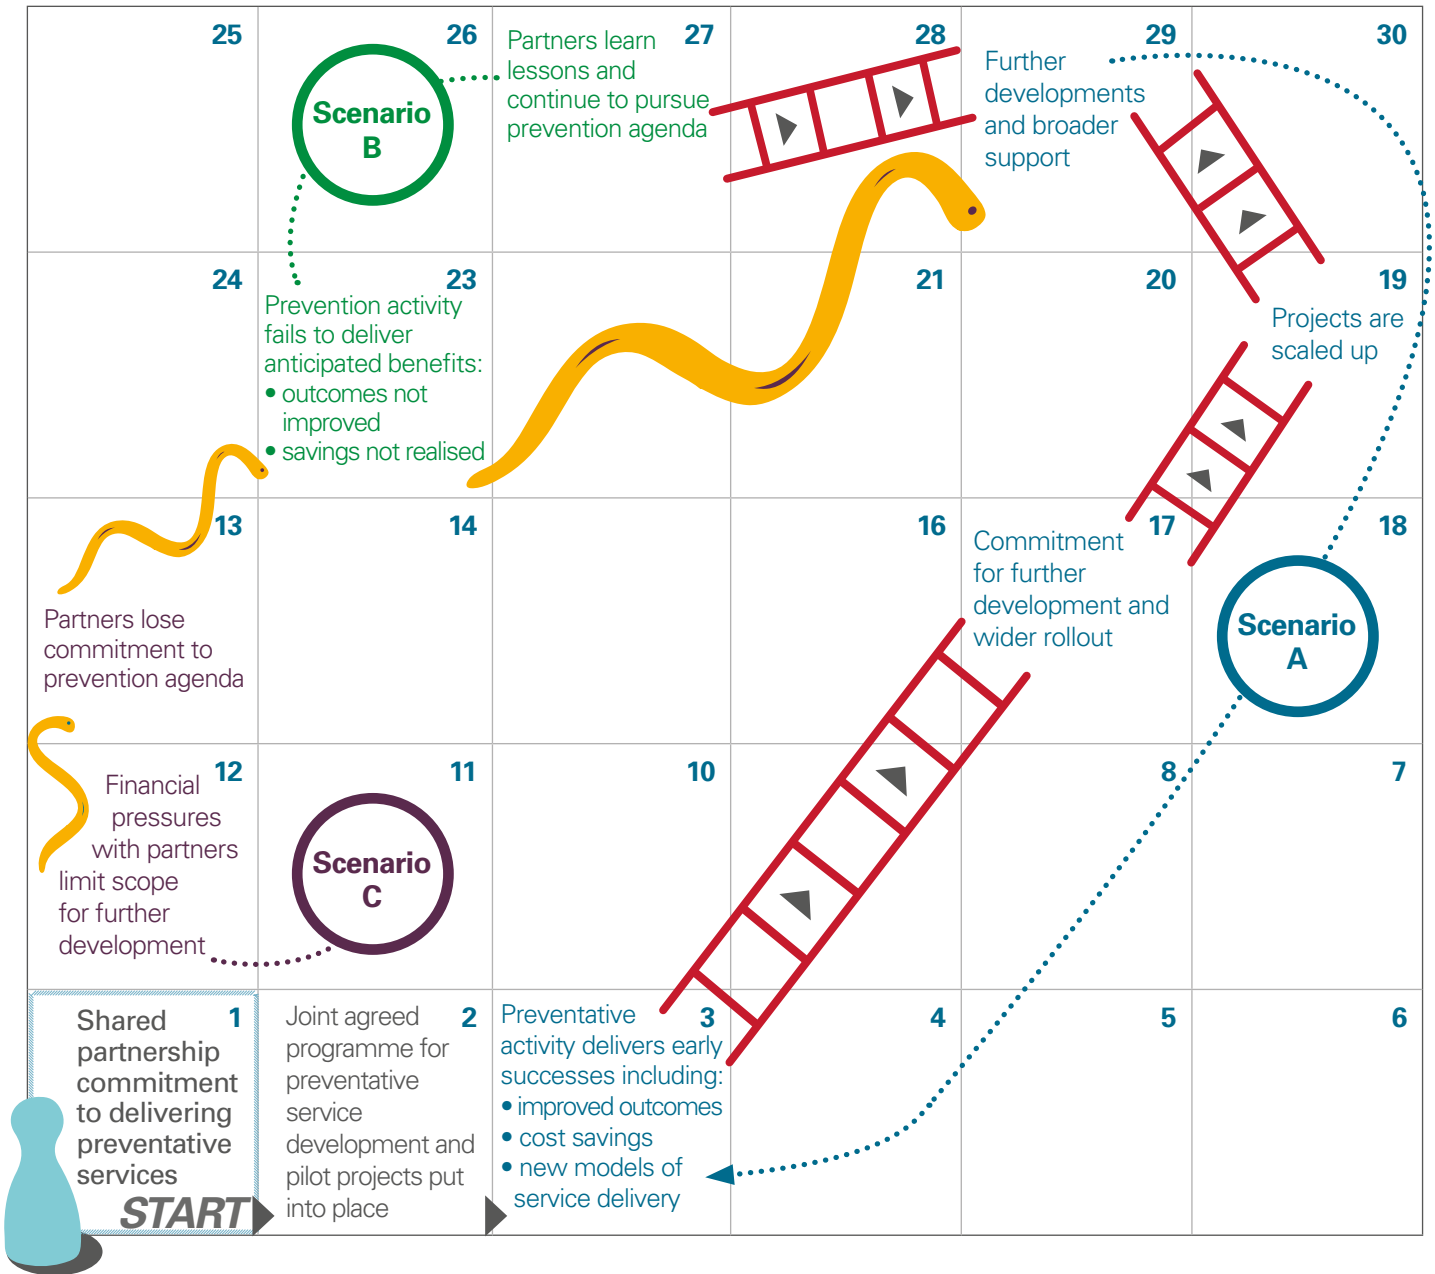 25
26
27
28
29
30
Scenario
B
Partners learn
lessons and
continue to pursue
prevention agenda
Further
developments
and broader
support
24
23
21
20
19
Prevention activity
fails to deliver
anticipated benefits:
• outcomes not
improved
• savings not realised
Projects are
scaled up
13
14
16
17
18
Partners lose
commitment to
prevention agenda
Commitment
for further
development and
wider rollout
Scenario
A
12
11
10
8
7
Financial
pressures
with partners
limit scope
for further
development
Scenario
C
1
Shared
partnership
commitment
to delivering
preventative
services
START
2
Joint agreed
programme for
preventative
service
development and
pilot projects put
into place
3
Preventative
activity delivers early
successes including:
• improved outcomes
• cost savings
• new models of
service delivery
4
5
6